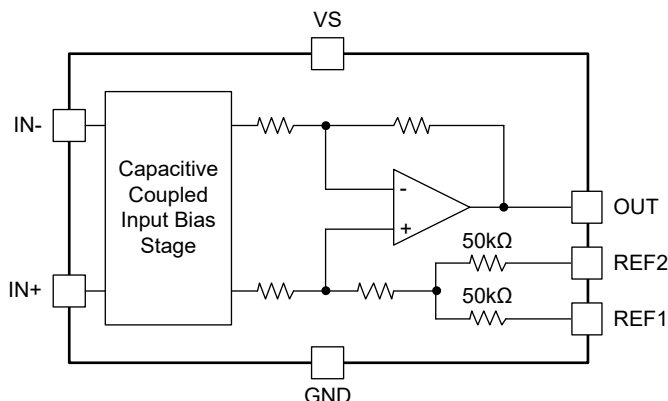 VS
IN-
Capacitive
Coupled
Input Bias
Stage
-
+
OUT
50kΩ
REF2
IN+
50kΩ
REF1
GND